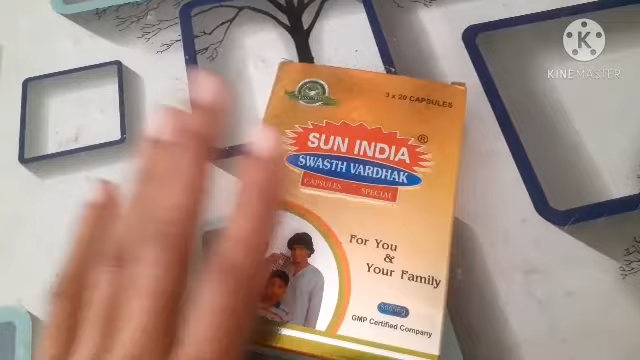 KINEMASTER
3 x 20 CAPSULES
SUN INDIA®
SWASTH VARDHAK
CAPSULES SPECIAL
For You
&
Your Family
GMP Certified Company